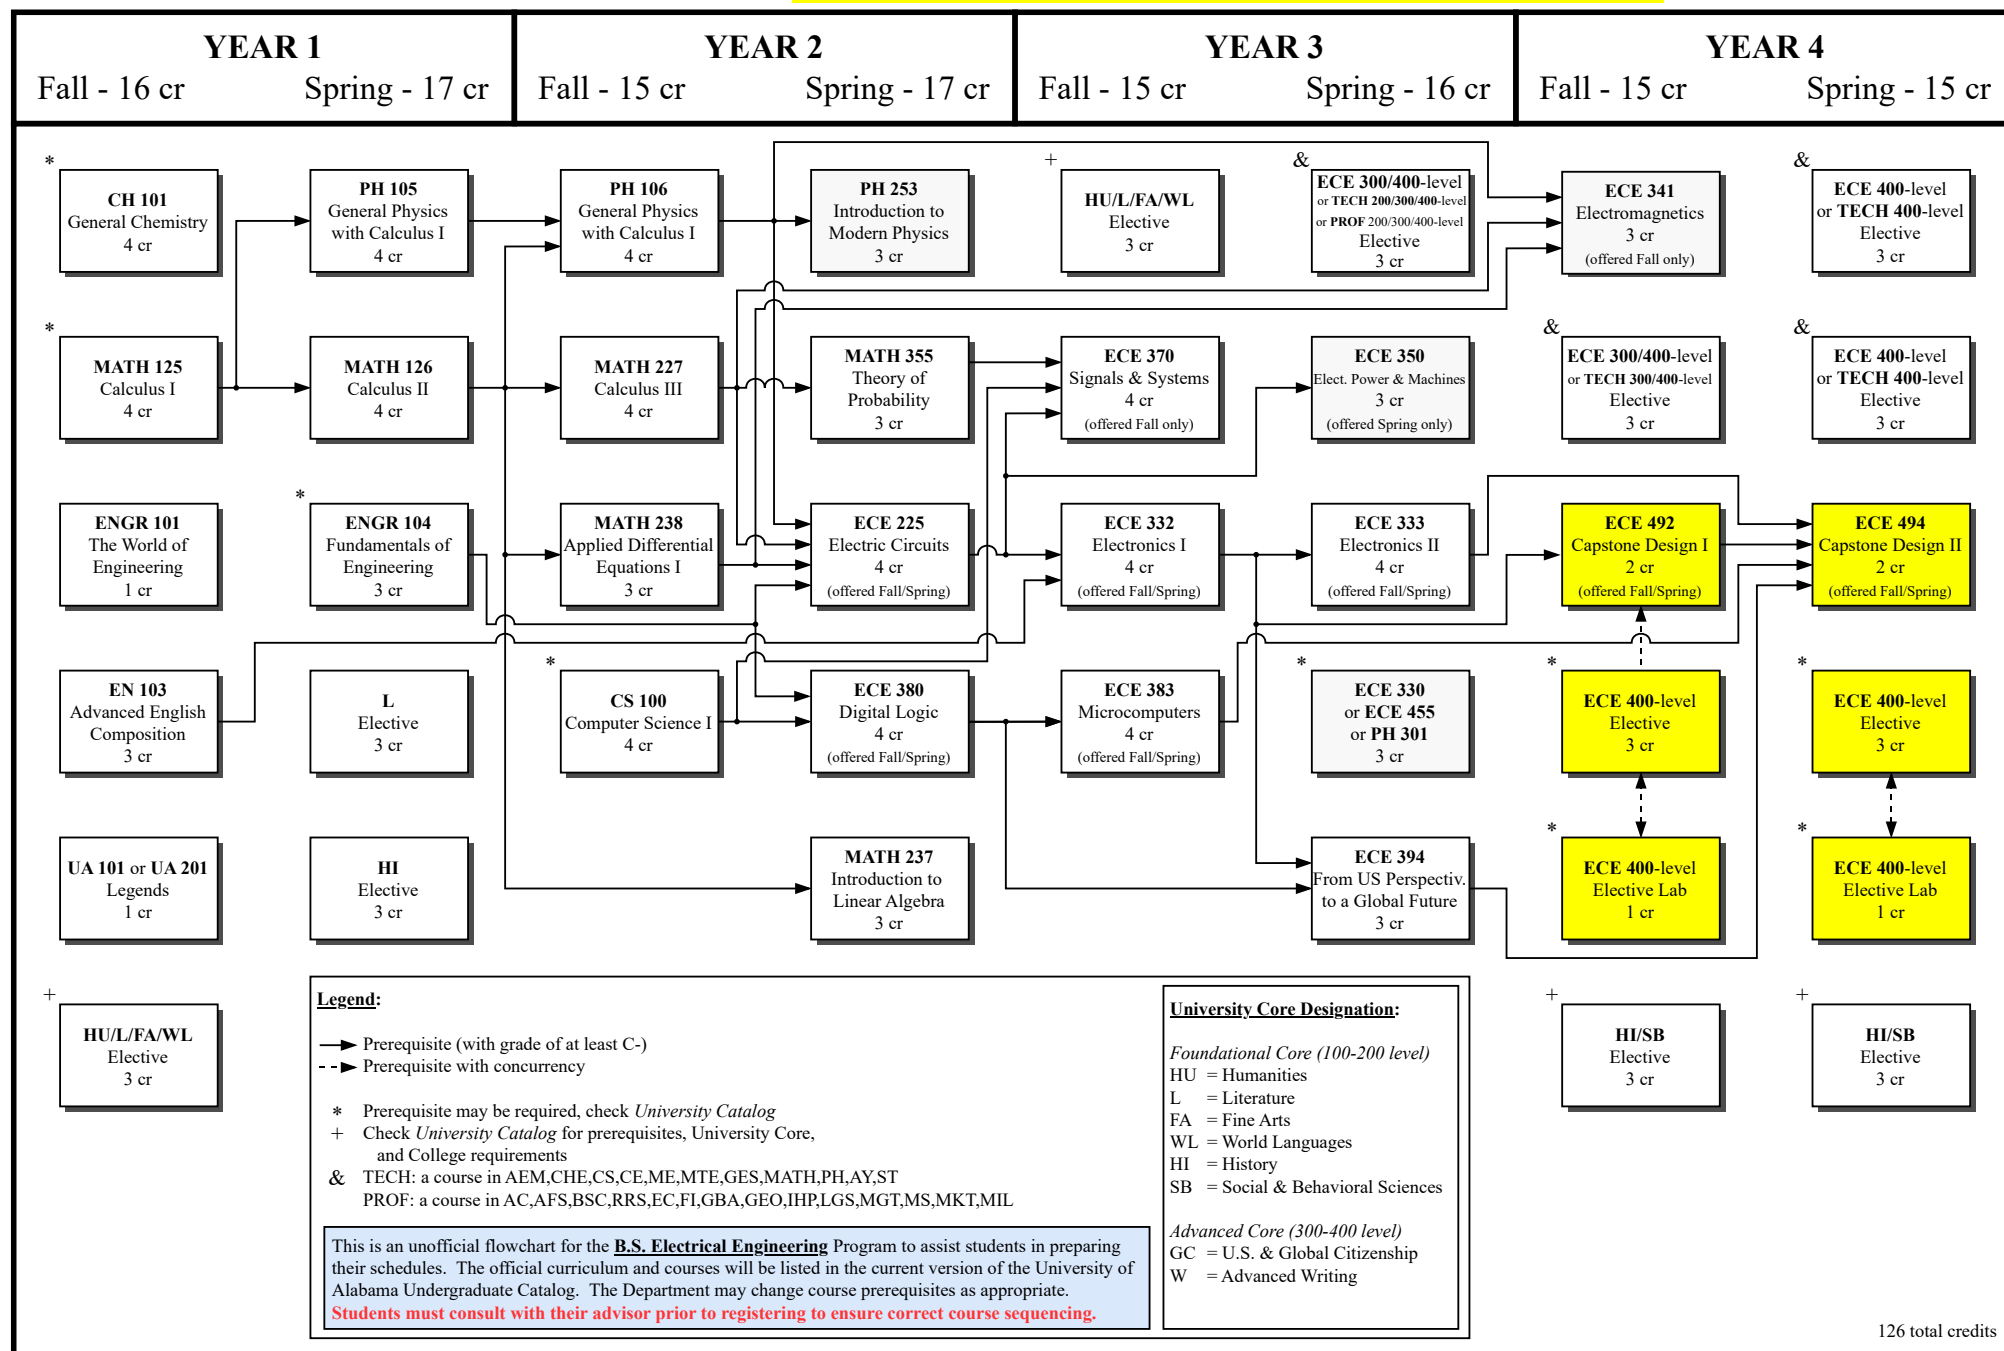 YEAR 1
Fall - 16 cr
Spring - 17 cr
YEAR 2
Fall - 15 cr
Spring - 17 cr
YEAR 3
Fall - 15 cr
Spring - 16 cr
YEAR 4
Fall - 15 cr
Spring - 15 cr
*
CH 101
General Chemistry
4 cr
PH 105
General Physics
with Calculus I
4 cr
PH 106
General Physics
with Calculus I
4 cr
PH 253
Introduction to
Modern Physics
3 cr
+
HU/L/FA/WL
Elective
3 cr
&
ECE 300/400-level
or TECH 200/300/400-level
or PROF 200/300/400-level
Elective
3 cr
ECE 341
Electromagnetics
3 cr
(offered Fall only)
&
ECE 400-level
or TECH 400-level
Elective
3 cr
*
MATH 125
Calculus I
4 cr
MATH 126
Calculus II
4 cr
MATH 227
Calculus III
4 cr
MATH 355
Theory of
Probability
3 cr
ECE 370
Signals & Systems
4 cr
(offered Fall only)
ECE 350
Elect. Power & Machines
3 cr
(offered Spring only)
&
ECE 300/400-level
or TECH 300/400-level
Elective
3 cr
&
ECE 400-level
or TECH 400-level
Elective
3 cr
ENGR 101
The World of
Engineering
1 cr
*
ENGR 104
Fundamentals of
Engineering
3 cr
MATH 238
Applied Differential
Equations I
3 cr
ECE 225
Electric Circuits
4 cr
(offered Fall/Spring)
ECE 332
Electronics I
4 cr
(offered Fall/Spring)
ECE 333
Electronics II
4 cr
(offered Fall/Spring)
ECE 492
Capstone Design I
2 cr
(offered Fall/Spring)
ECE 494
Capstone Design II
2 cr
(offered Fall/Spring)
EN 103
Advanced English
Composition
3 cr
L
Elective
3 cr
*
CS 100
Computer Science I
4 cr
ECE 380
Digital Logic
4 cr
(offered Fall/Spring)
ECE 383
Microcomputers
4 cr
(offered Fall/Spring)
*
ECE 330
or ECE 455
or PH 301
3 cr
*
ECE 400-level
Elective
3 cr
*
ECE 400-level
Elective
3 cr
UA 101 or UA 201
Legends
1 cr
HI
Elective
3 cr
MATH 237
Introduction to
Linear Algebra
3 cr
ECE 394
From US Perspectiv.
to a Global Future
3 cr
*
ECE 400-level
Elective Lab
1 cr
*
ECE 400-level
Elective Lab
1 cr
+
HU/L/FA/WL
Elective
3 cr
+
HI/SB
Elective
3 cr
+
HI/SB
Elective
3 cr
Legend:
Prerequisite (with grade of at least C-)
Prerequisite with concurrency
* Prerequisite may be required, check University Catalog
+ Check University Catalog for prerequisites, University Core,
and College requirements
& TECH: a course in AEM,CHE,CS,CE,ME,MTE,GES,MATH,PH,AY,ST
PROF: a course in AC,AFS,BSC,RRS,EC,FI,GBA,GEO,IHP,LGS,MGT,MS,MKT,MIL
This is an unofficial flowchart for the B.S. Electrical Engineering Program to assist students in preparing
their schedules. The official curriculum and courses will be listed in the current version of the University of
Alabama Undergraduate Catalog. The Department may change course prerequisites as appropriate.
Students must consult with their advisor prior to registering to ensure correct course sequencing.
University Core Designation:
Foundational Core (100-200 level)
HU = Humanities
L = Literature
FA = Fine Arts
WL = World Languages
HI = History
SB = Social & Behavioral Sciences
Advanced Core (300-400 level)
GC = U.S. & Global Citizenship
W = Advanced Writing
126 total credits